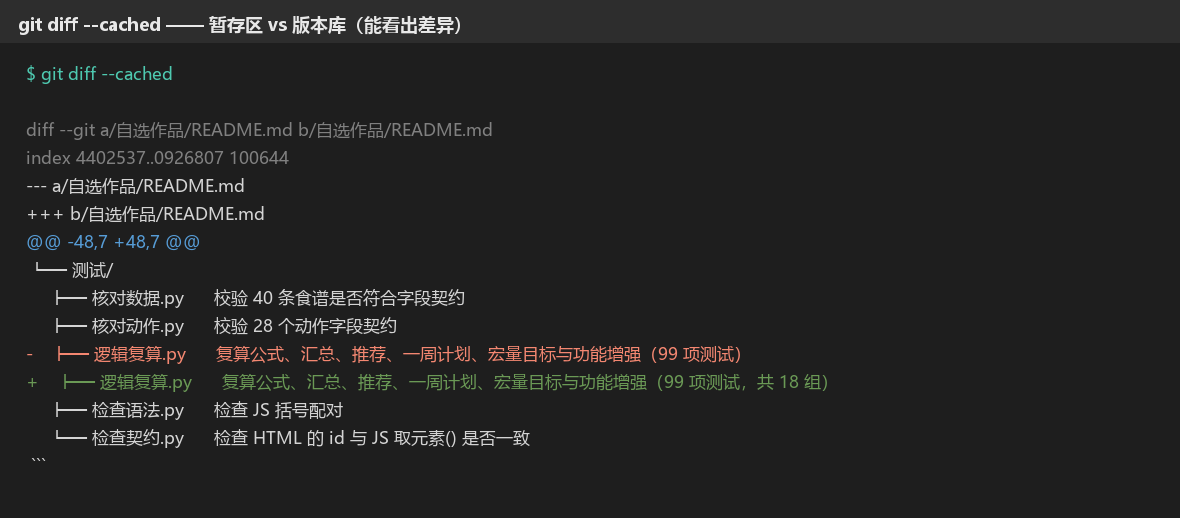 git diff --cached —— 暂存区 vs 版本库（能看出差异）
$ git diff --cached
diff --git a/自选作品/README.md b/自选作品/README.md
index 4402537..0926807 100644
--- a/自选作品/README.md
+++ b/自选作品/README.md
@@ -48,7 +48,7 @@
└── 测试/
├── 核对数据.py 校验 40 条食谱是否符合字段契约
├── 核对动作.py 校验 28 个动作字段契约
- ├── 逻辑复算.py 复算公式、汇总、推荐、一周计划、宏量目标与功能增强（99 项测试）
+ ├── 逻辑复算.py 复算公式、汇总、推荐、一周计划、宏量目标与功能增强（99 项测试，共 18 组）
├── 检查语法.py 检查 JS 括号配对
└── 检查契约.py 检查 HTML 的 id 与 JS 取元素() 是否一致
```